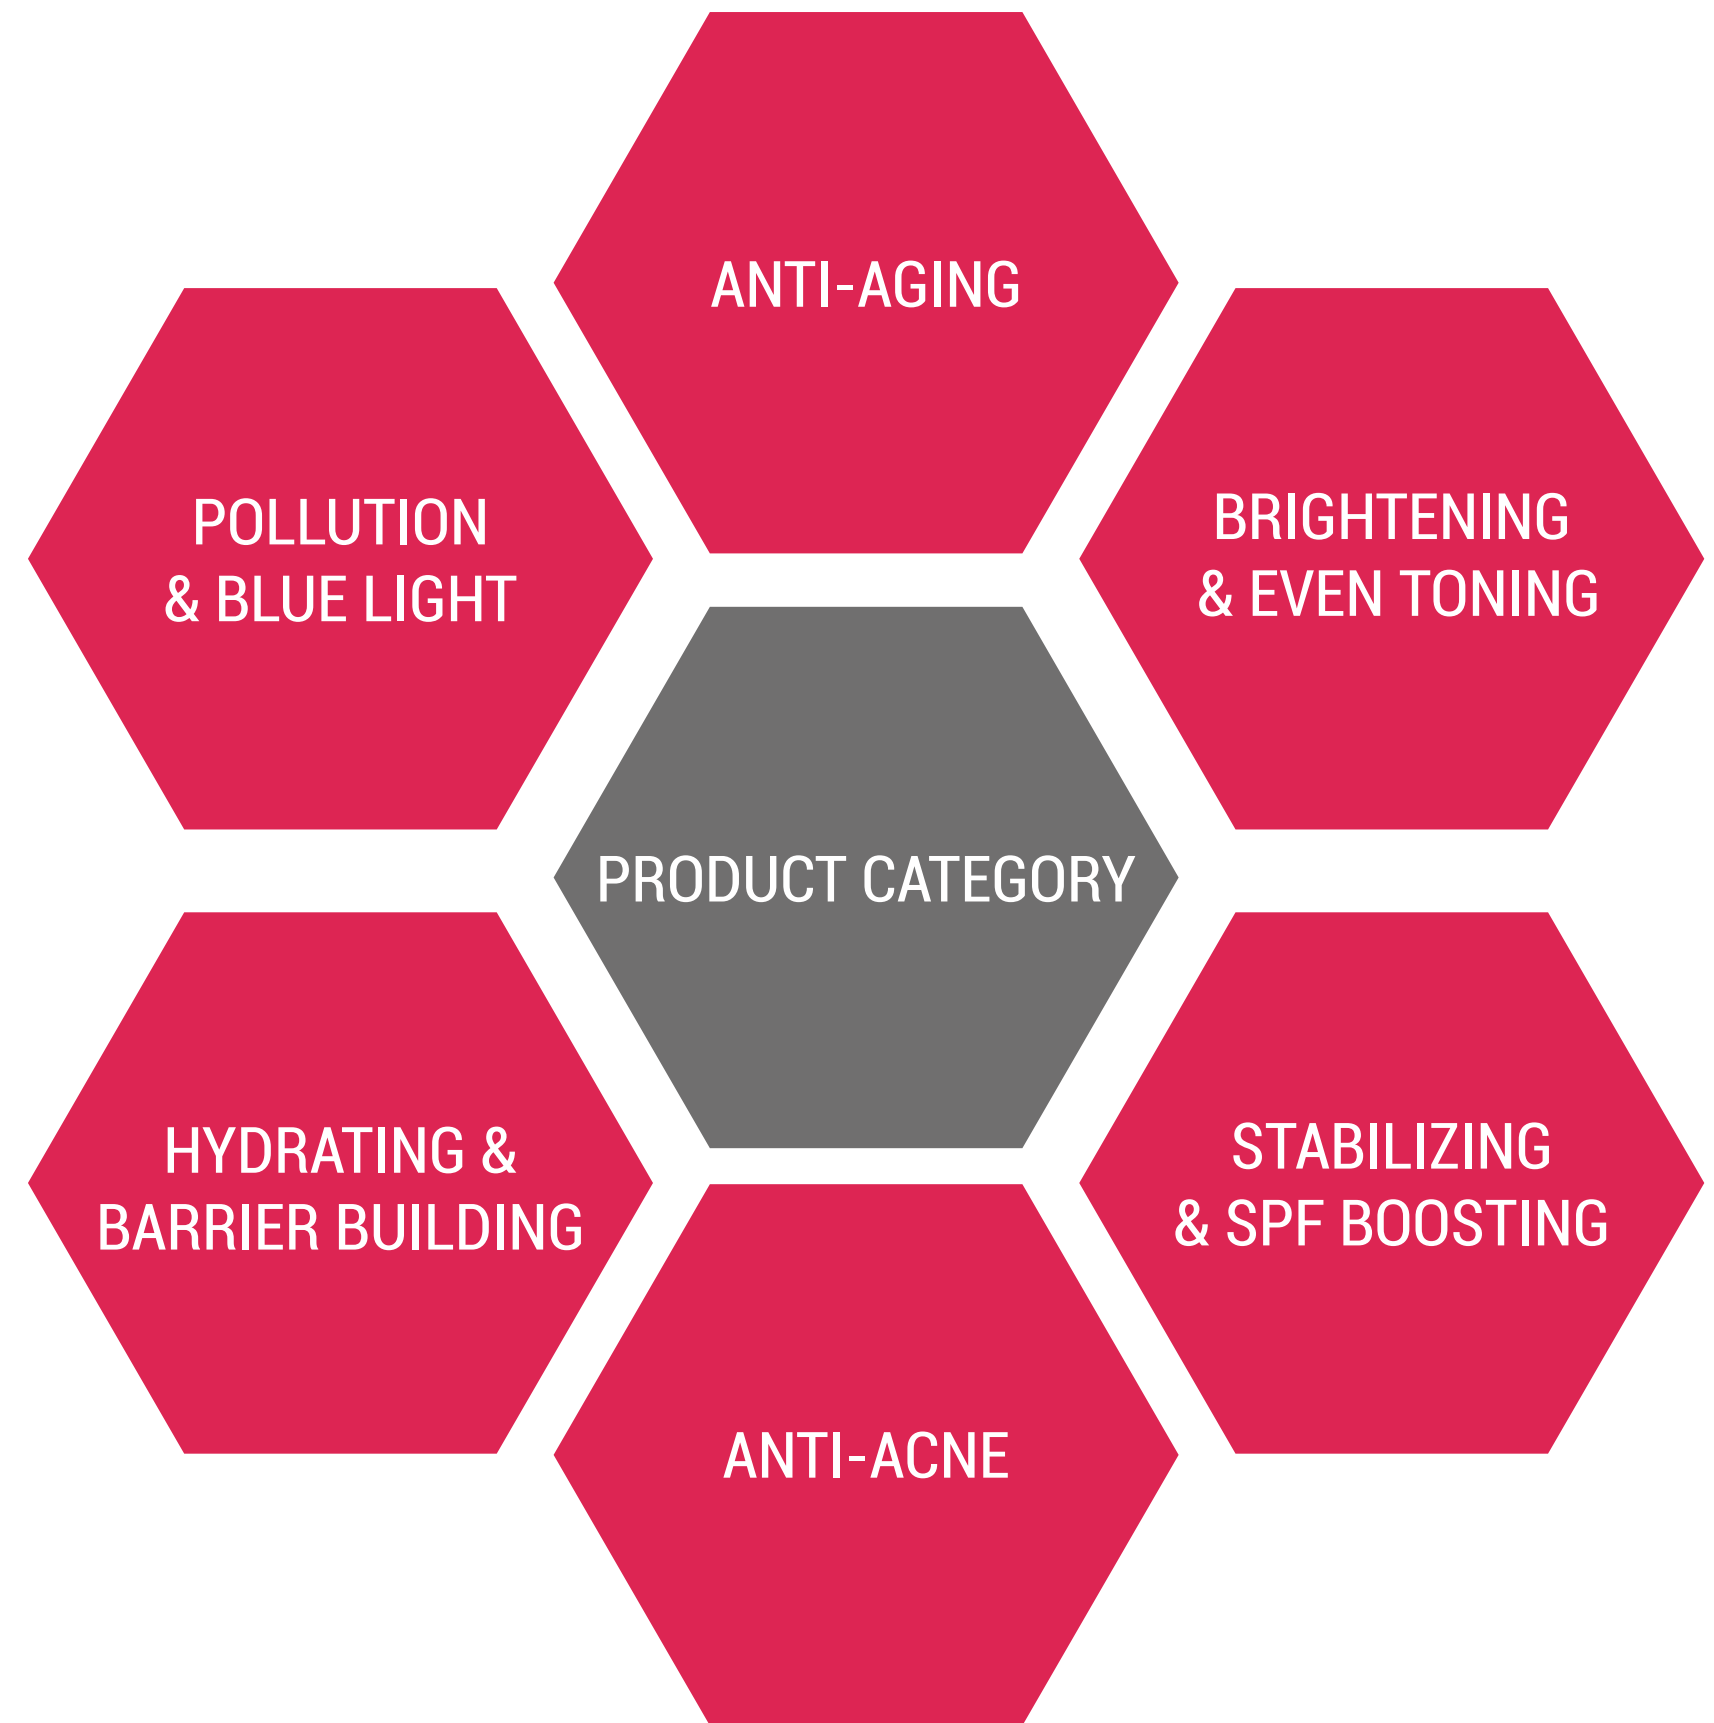 ANTI-AGING
POLLUTION
& BLUE LIGHT
BRIGHTENING
& EVEN TONING
PRODUCT CATEGORY
HYDRATING &
BARRIER BUILDING
STABILIZING
& SPF BOOSTING
ANTI-ACNE